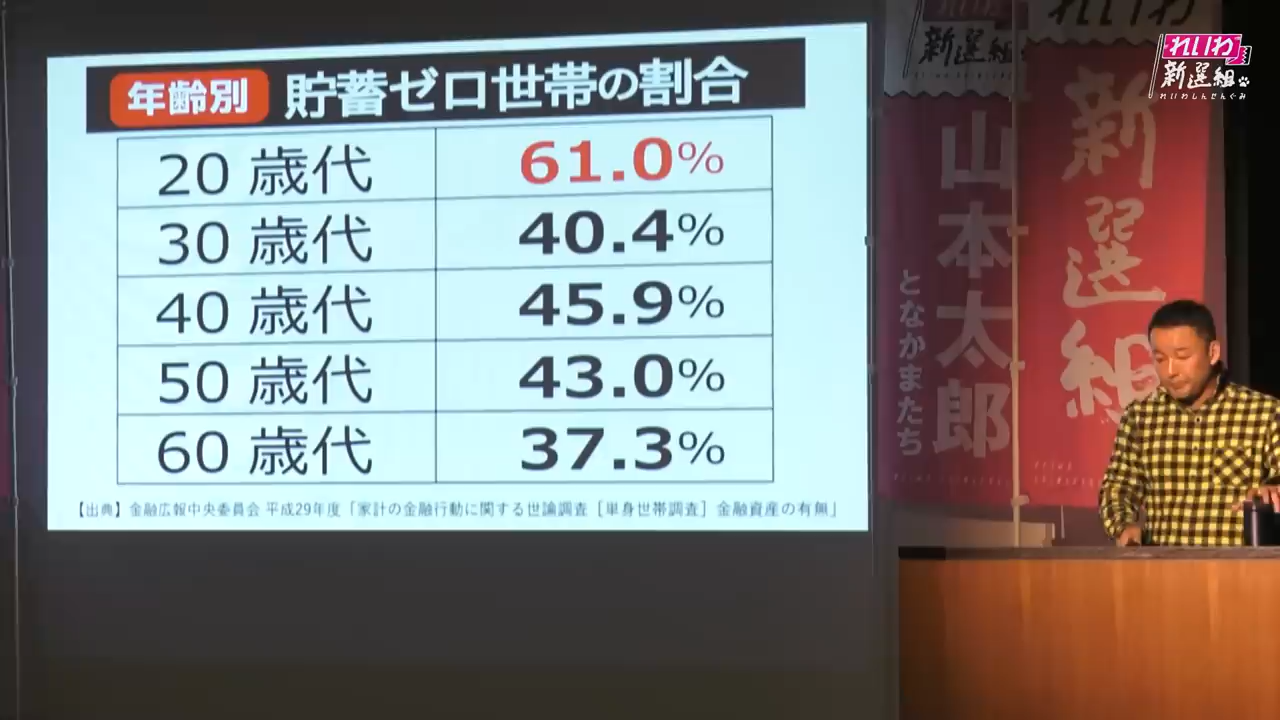 年齢別 貯蓄ゼロ世帯の割合
20 歳代 61.0%
30 歳代 40.4%
40 歳代 45.9%
50 歳代 43.0%
60 歳代 37.3%
【出典】金融広報中央委員会 平成29年度「家計の金融行動に関する世論調査［単身世帯調査］金融資産の有無」
新選組
山本太郎
となかまたち
れいわ
新選組
れいわ
新選組
れいわしんせんぐみ